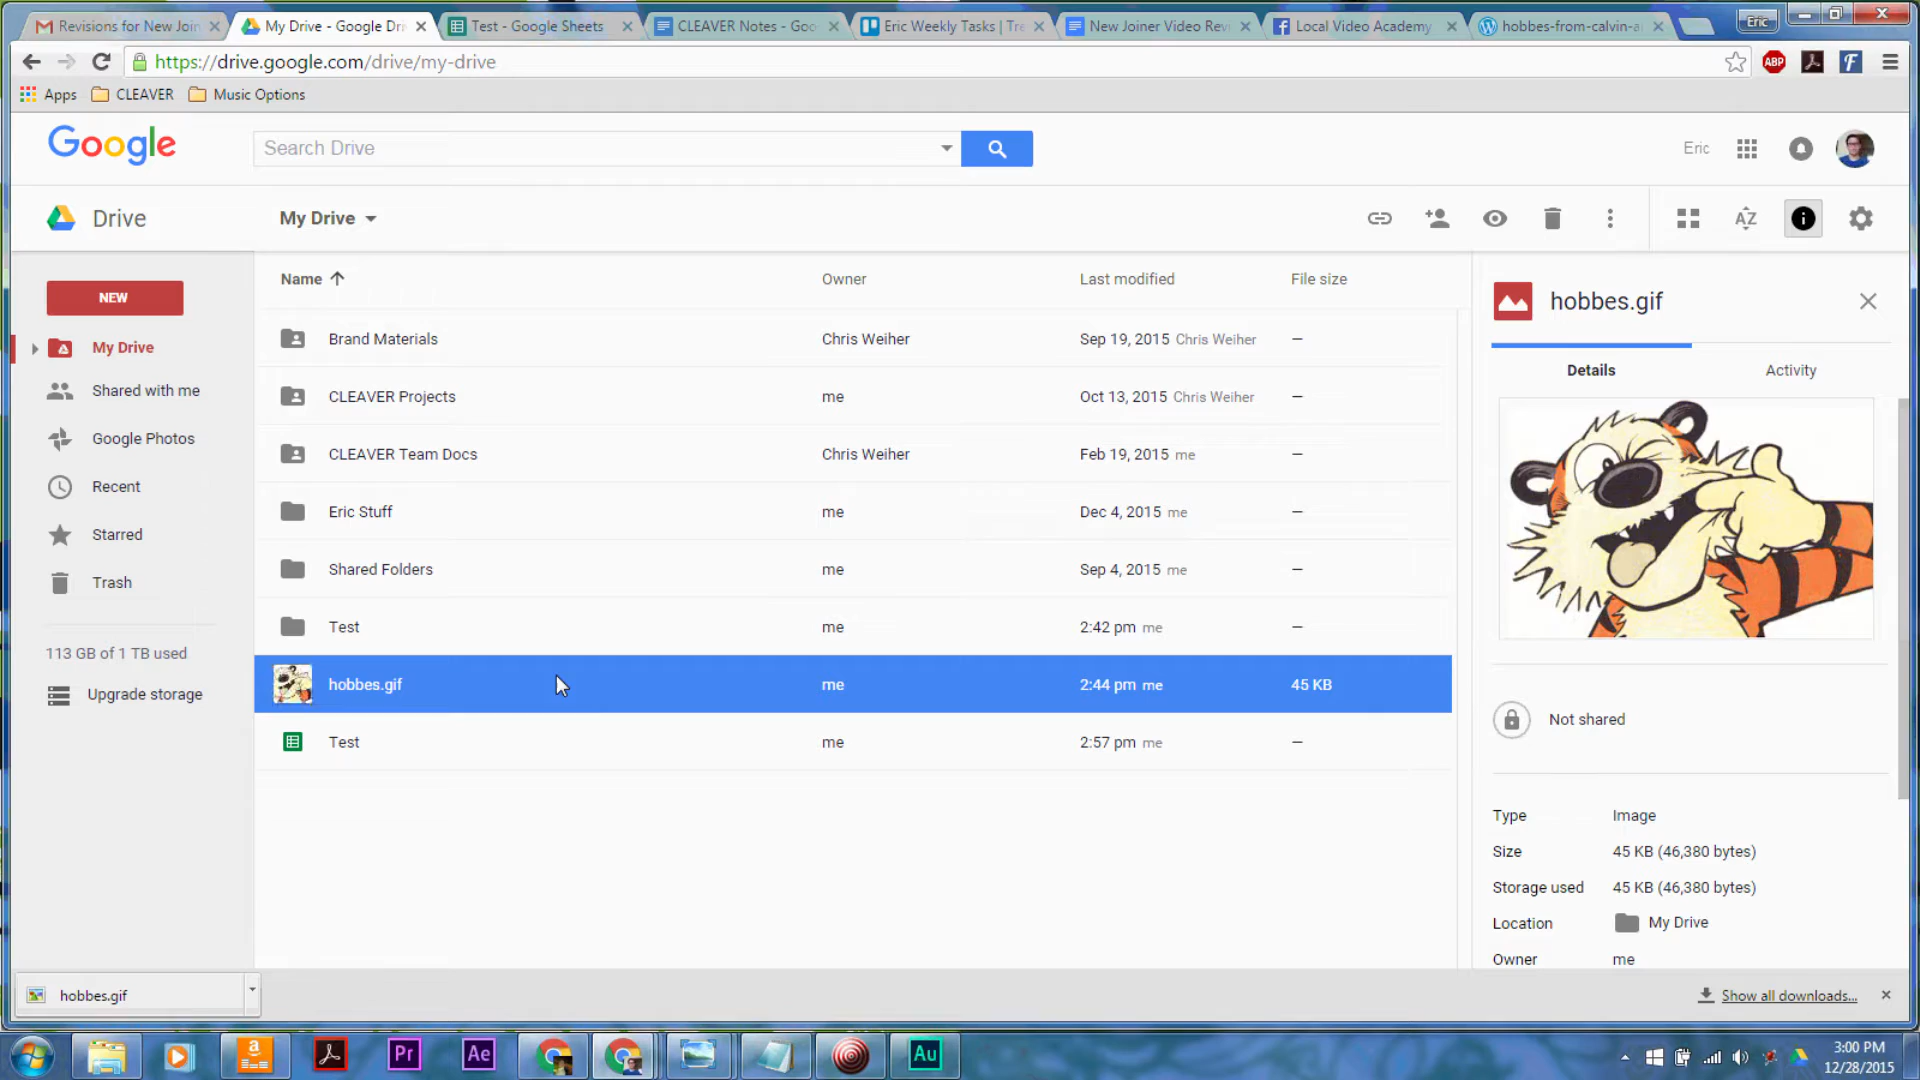 Revisions for New Join
My Drive - Google Dri
Test - Google Sheets
CLEAVER Notes - Goo
Eric Weekly Tasks | Tre
New Joiner Video Revi
Local Video Academy
hobbes-from-calvin-a
Eric
https://drive.google.com/drive/my-drive
ABP
Apps
CLEAVER
Music Options
Google
Search Drive
Eric
Drive
My Drive
AZ
NEW
My Drive
Shared with me
Google Photos
Recent
Starred
Trash
113 GB of 1 TB used
Upgrade storage
Name Owner Last modified File size
Brand Materials Chris Weiher Sep 19, 2015 Chris Weiher —
CLEAVER Projects me Oct 13, 2015 Chris Weiher —
CLEAVER Team Docs Chris Weiher Feb 19, 2015 me —
Eric Stuff me Dec 4, 2015 me —
Shared Folders me Sep 4, 2015 me —
Test me 2:42 pm me —
hobbes.gif me 2:44 pm me 45 KB
Test me 2:57 pm me —
hobbes.gif
Details Activity
Not shared
Type Image
Size 45 KB (46,380 bytes)
Storage used 45 KB (46,380 bytes)
Location My Drive
Owner me
hobbes.gif
Show all downloads...
Pr
Ae
Au
3:00 PM
12/28/2015